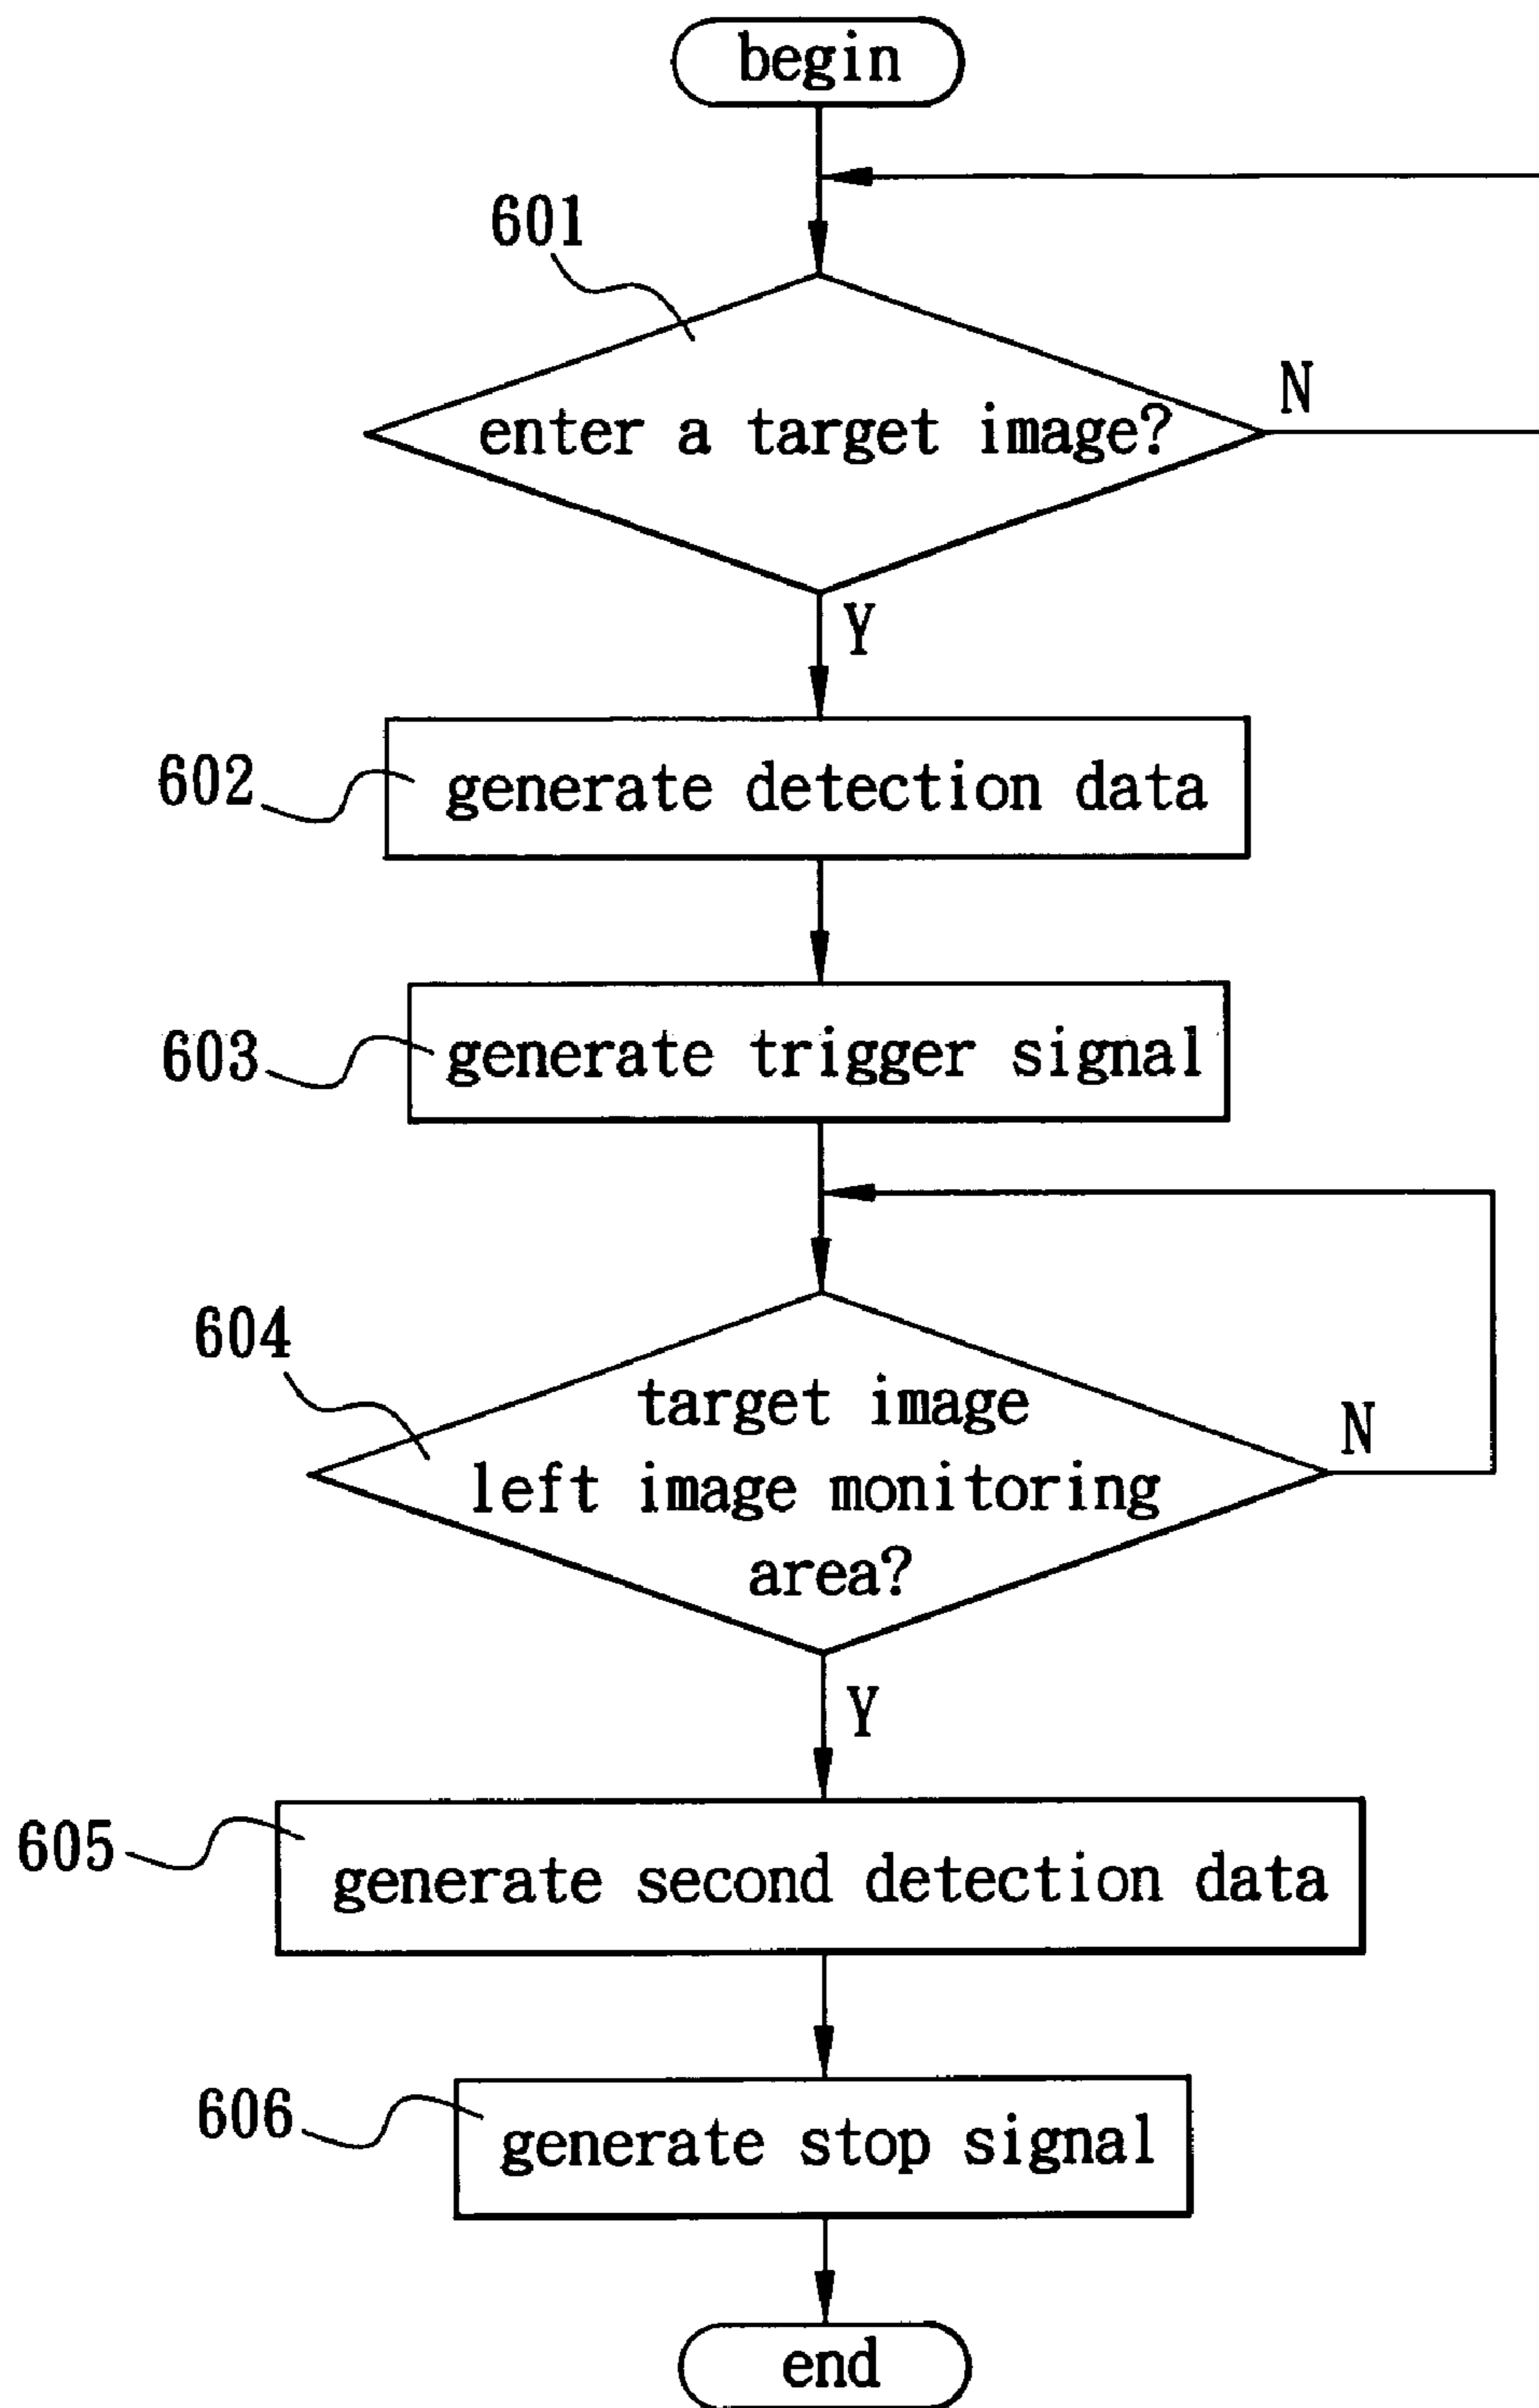 begin
601
enter a target image?
N
Y
602
generate detection data
603
generate trigger signal
604
target image
left image monitoring
area?
N
Y
605
generate second detection data
606
generate stop signal
end